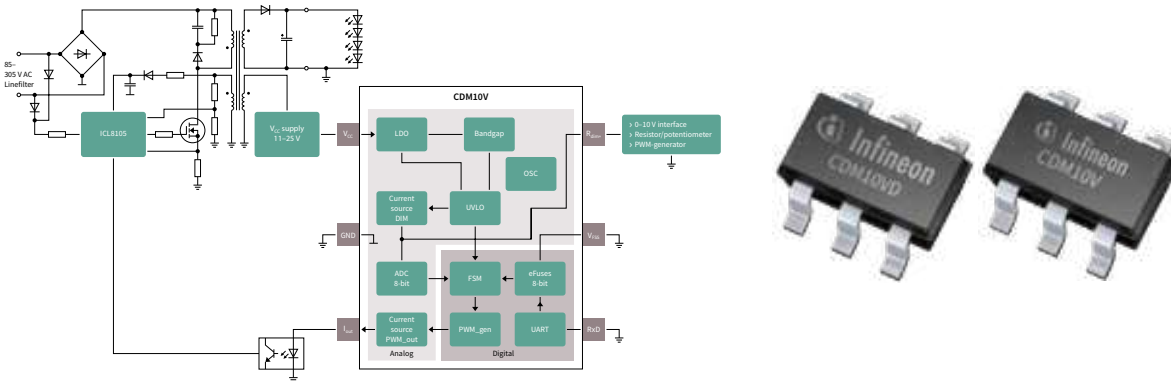 85–
305 V AC
Linefilter
ICL8105
VCC supply
11–25 V
CDM10V
VCC
LDO
Bandgap
OSC
Current
source
DIM
UVLO
GND
ADC
8-bit
FSM
eFuses
8-bit
Iout
Current
source
PWM_out
PWM_gen
UART
Analog
Digital
Rdim+
VPRG
RxD
> 0–10 V interface
> Resistor/potentiometer
> PWM-generator
Infineon
CDM10VD
Infineon
CDM10V